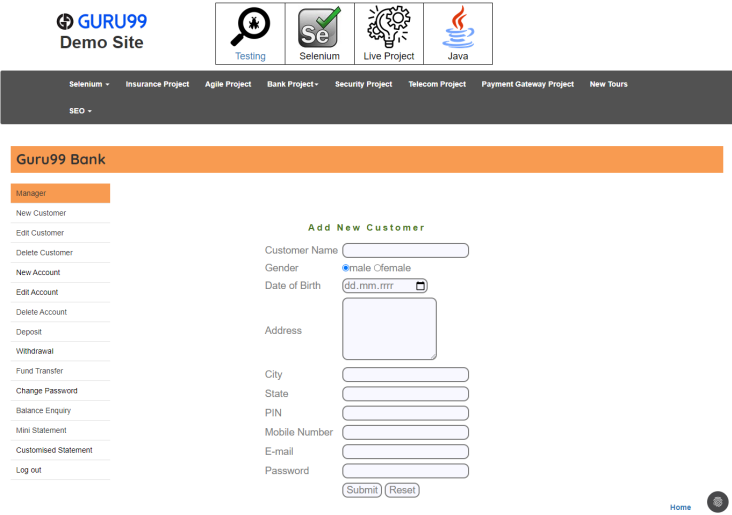 GURU99
Demo Site
Testing
Selenium
Live Project
Java
Selenium
Insurance Project
Agile Project
Bank Project
Security Project
Telecom Project
Payment Gateway Project
New Tours
SEO
Guru99 Bank
Manager
New Customer
Edit Customer
Delete Customer
New Account
Edit Account
Delete Account
Deposit
Withdrawal
Fund Transfer
Change Password
Balance Enquiry
Mini Statement
Customised Statement
Log out
Add New Customer
Customer Name
Gender male female
Date of Birth dd.mm.rrrr
Address
City
State
PIN
Mobile Number
E-mail
Password
Submit Reset
Home